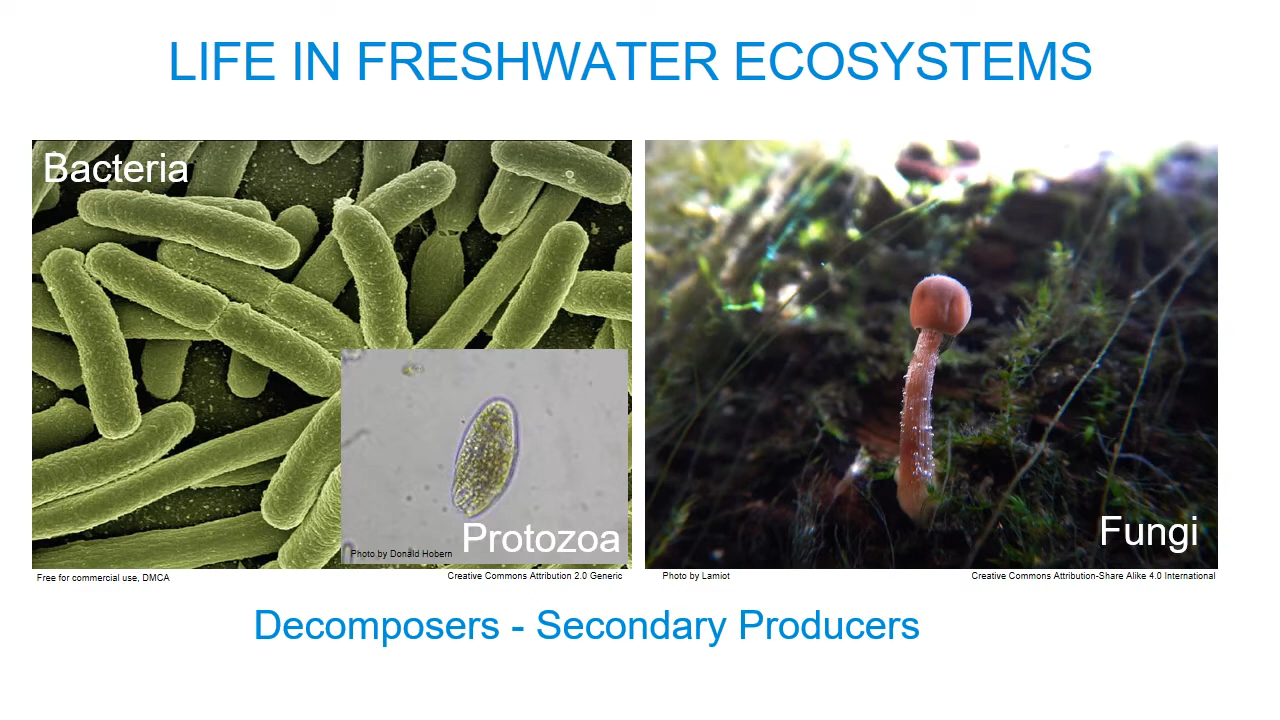 LIFE IN FRESHWATER ECOSYSTEMS
Bacteria
Protozoa
Photo by Donald Hobern
Fungi
Free for commercial use, DMCA
Creative Commons Attribution 2.0 Generic
Photo by Lamiot
Creative Commons Attribution-Share Alike 4.0 International
Decomposers - Secondary Producers